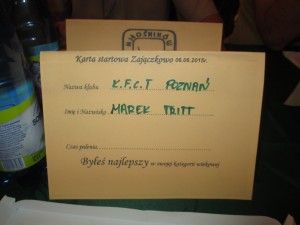 Karta startowa Zajączkowo 06.06.2015r.
Nazwa klubu Ł.F.C.T POZNAŃ
Imię i Nazwisko MAREK TRITT
Czas palenia
Byłeś najlepszy w swojej kategorii wiekowej